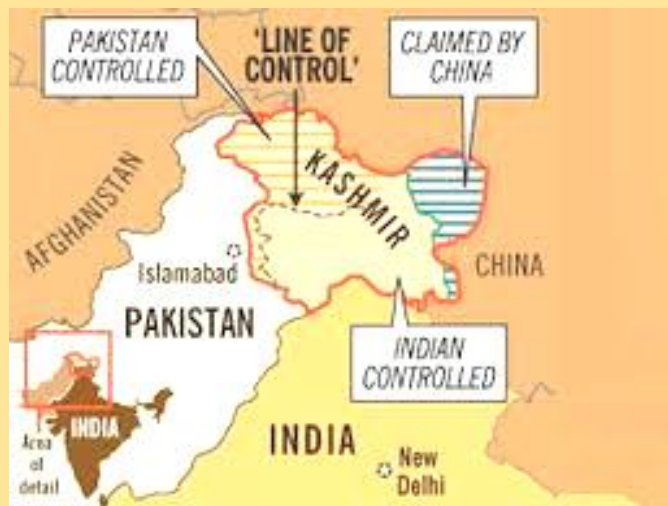 PAKISTAN
CONTROLLED
'LINE OF
CONTROL'
CLAIMED BY
CHINA
AFGHANISTAN
KASHMIR
Islamabad
CHINA
PAKISTAN
INDIAN
CONTROLLED
INDIA
Area
of
detail
INDIA
New
Delhi